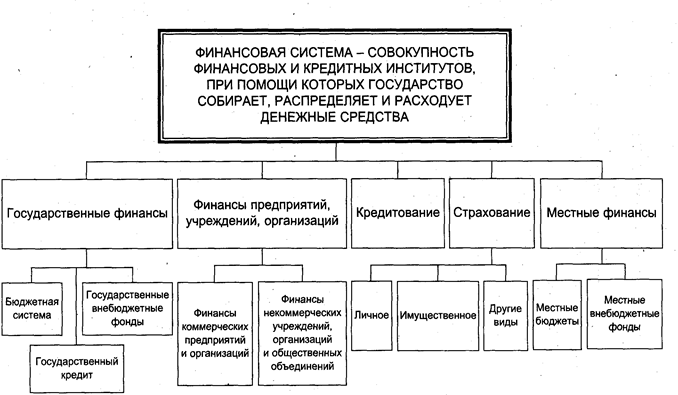 ФИНАНСОВАЯ СИСТЕМА – СОВОКУПНОСТЬ
ФИНАНСОВЫХ И КРЕДИТНЫХ ИНСТИТУТОВ,
ПРИ ПОМОЩИ КОТОРЫХ ГОСУДАРСТВО
СОБИРАЕТ, РАСПРЕДЕЛЯЕТ И РАСХОДУЕТ
ДЕНЕЖНЫЕ СРЕДСТВА
Государственные финансы
Финансы предприятий,
учреждений, организаций
Кредитование
Страхование
Местные финансы
Бюджетная
система
Государственный
кредит
Государственные
внебюджетные
фонды
Финансы
коммерческих
предприятий
и организаций
Финансы
некоммерческих
учреждений,
организаций
и общественных
объединений
Личное
Имущественное
Другие
виды
Местные
бюджеты
Местные
внебюджетные
фонды